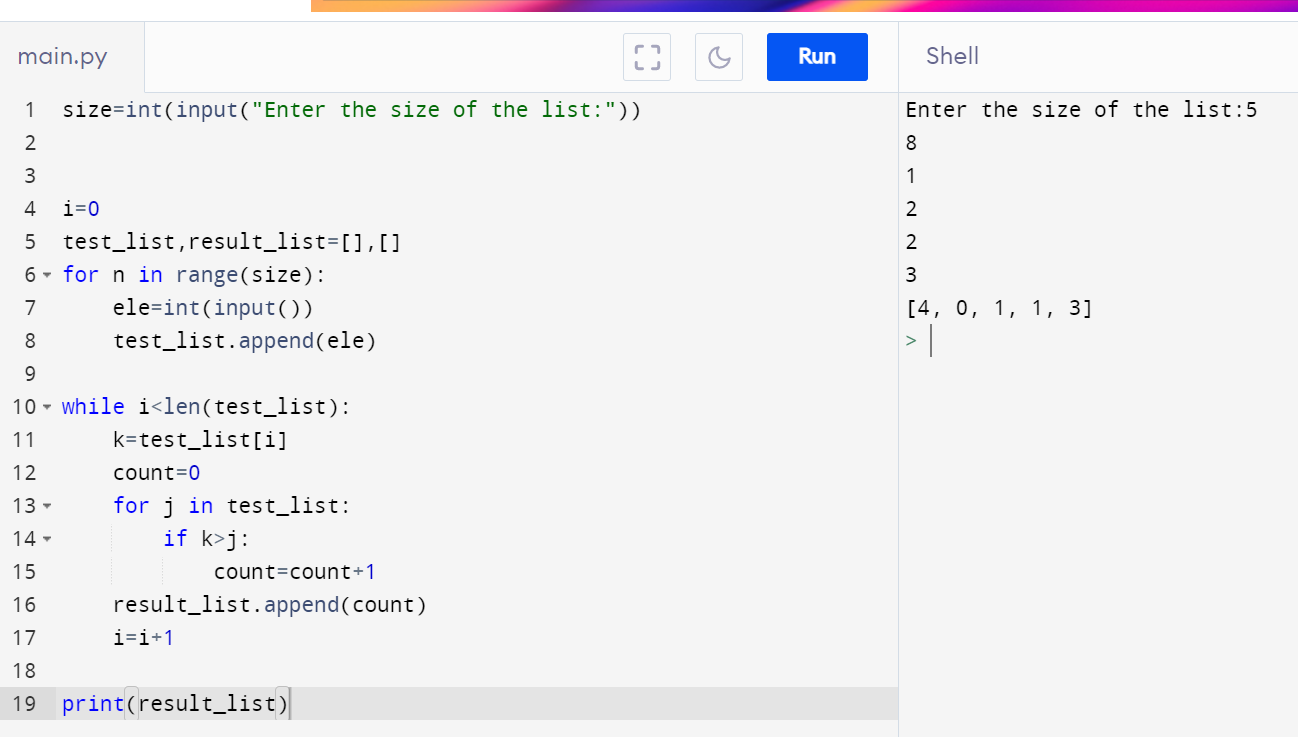 main.py
Run
Shell
1 size=int(input("Enter the size of the list:"))
2
3
4 i=0
5 test_list,result_list=[],[]
6 for n in range(size):
7     ele=int(input())
8     test_list.append(ele)
9
10 while i<len(test_list):
11     k=test_list[i]
12     count=0
13     for j in test_list:
14         if k>j:
15             count=count+1
16     result_list.append(count)
17     i=i+1
18
19 print(result_list)
Enter the size of the list:5
8
1
2
2
3
[4, 0, 1, 1, 3]
>